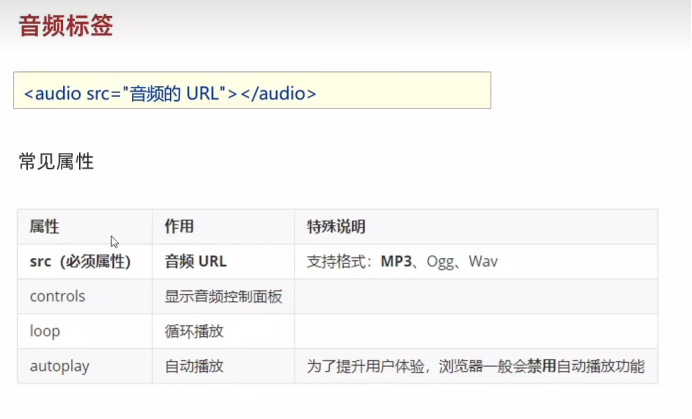 音频标签
<audio src="音频的 URL"></audio>
常见属性
属性 作用 特殊说明
src（必须属性） 音频 URL 支持格式：MP3、Ogg、Wav
controls 显示音频控制面板
loop 循环播放
autoplay 自动播放 为了提升用户体验，浏览器一般会禁用自动播放功能